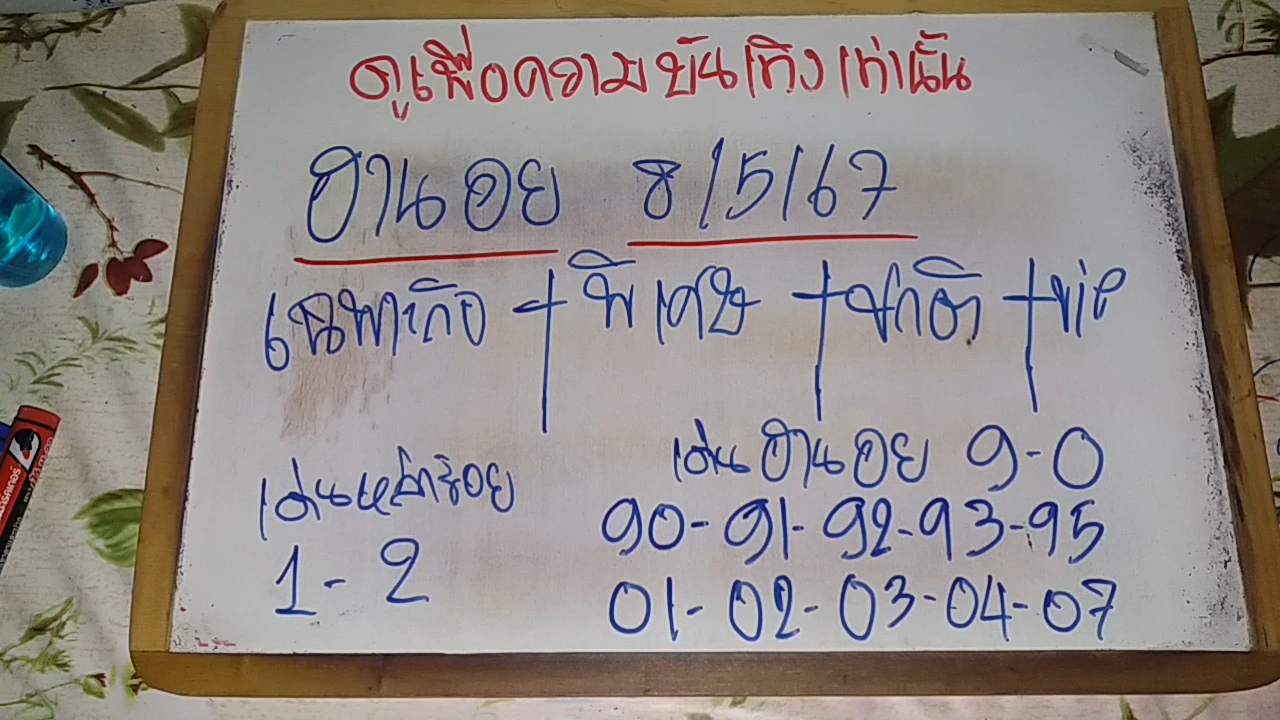 ดูเพื่อความบันเทิงเท่านั้น
ฮานอย 8/5/67
เฉพาะกิจ + พิเศษ + ปกติ + vip
เด่นฮานอย 9-0
เด่นหลักร้อย
90-91-92-93-95
1-2
01-02-03-04-07